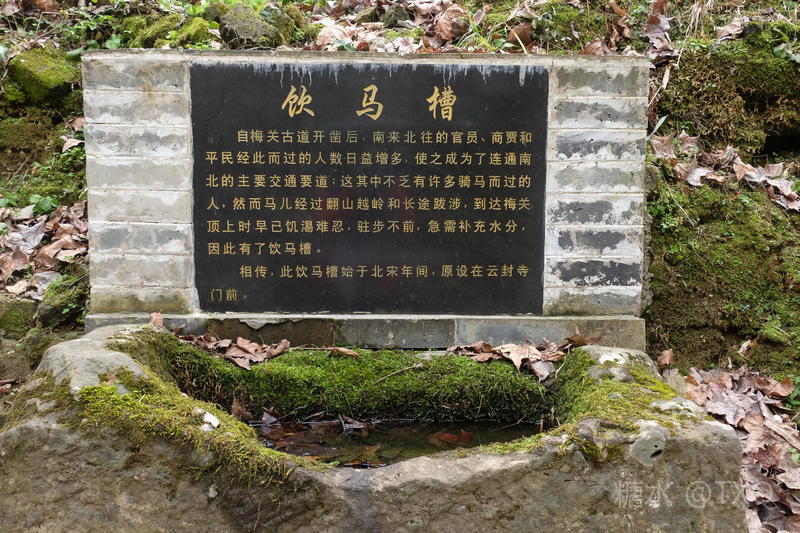 饮马槽
自梅关古道开凿后，南来北往的官员、商贾和
平民经此而过的人数日益增多，使之成为了连通南
北的主要交通要道；这其中不乏有许多骑马而过的
人，然而马儿经过翻山越岭和长途跋涉，到达梅关
顶上时早已饥渴难忍，驻步不前，急需补充水分，
因此有了饮马槽。
相传，此饮马槽始于北宋年间，原设在云封寺
门前。
糖水 @TX